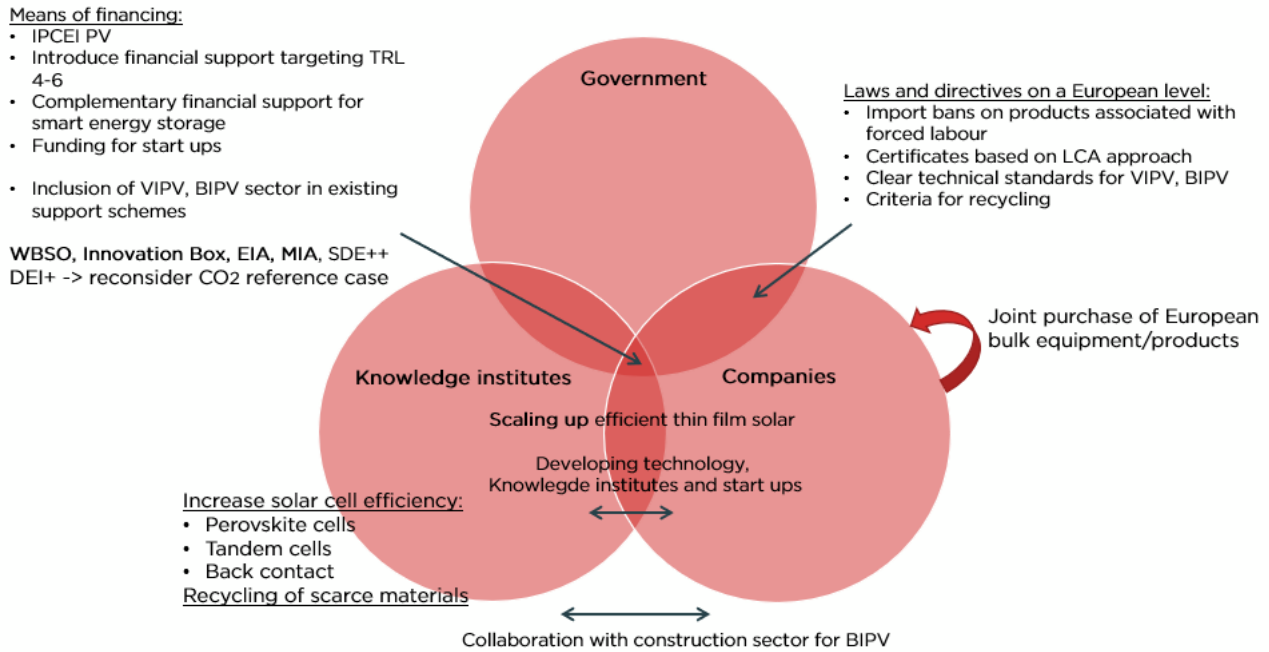 Means of financing:
• IPCEI PV
• Introduce financial support targeting TRL
4-6
• Complementary financial support for
smart energy storage
• Funding for start ups
• Inclusion of VIPV, BIPV sector in existing
support schemes
WBSO, Innovation Box, EIA, MIA, SDE++
DEI+ -> reconsider CO2 reference case
Government
Laws and directives on a European level:
• Import bans on products associated with
forced labour
• Certificates based on LCA approach
• Clear technical standards for VIPV, BIPV
• Criteria for recycling
Joint purchase of European
bulk equipment/products
Knowledge institutes
Companies
Scaling up efficient thin film solar
Developing technology,
Knowlegde institutes and start ups
Increase solar cell efficiency:
• Perovskite cells
• Tandem cells
• Back contact
Recycling of scarce materials
Collaboration with construction sector for BIPV